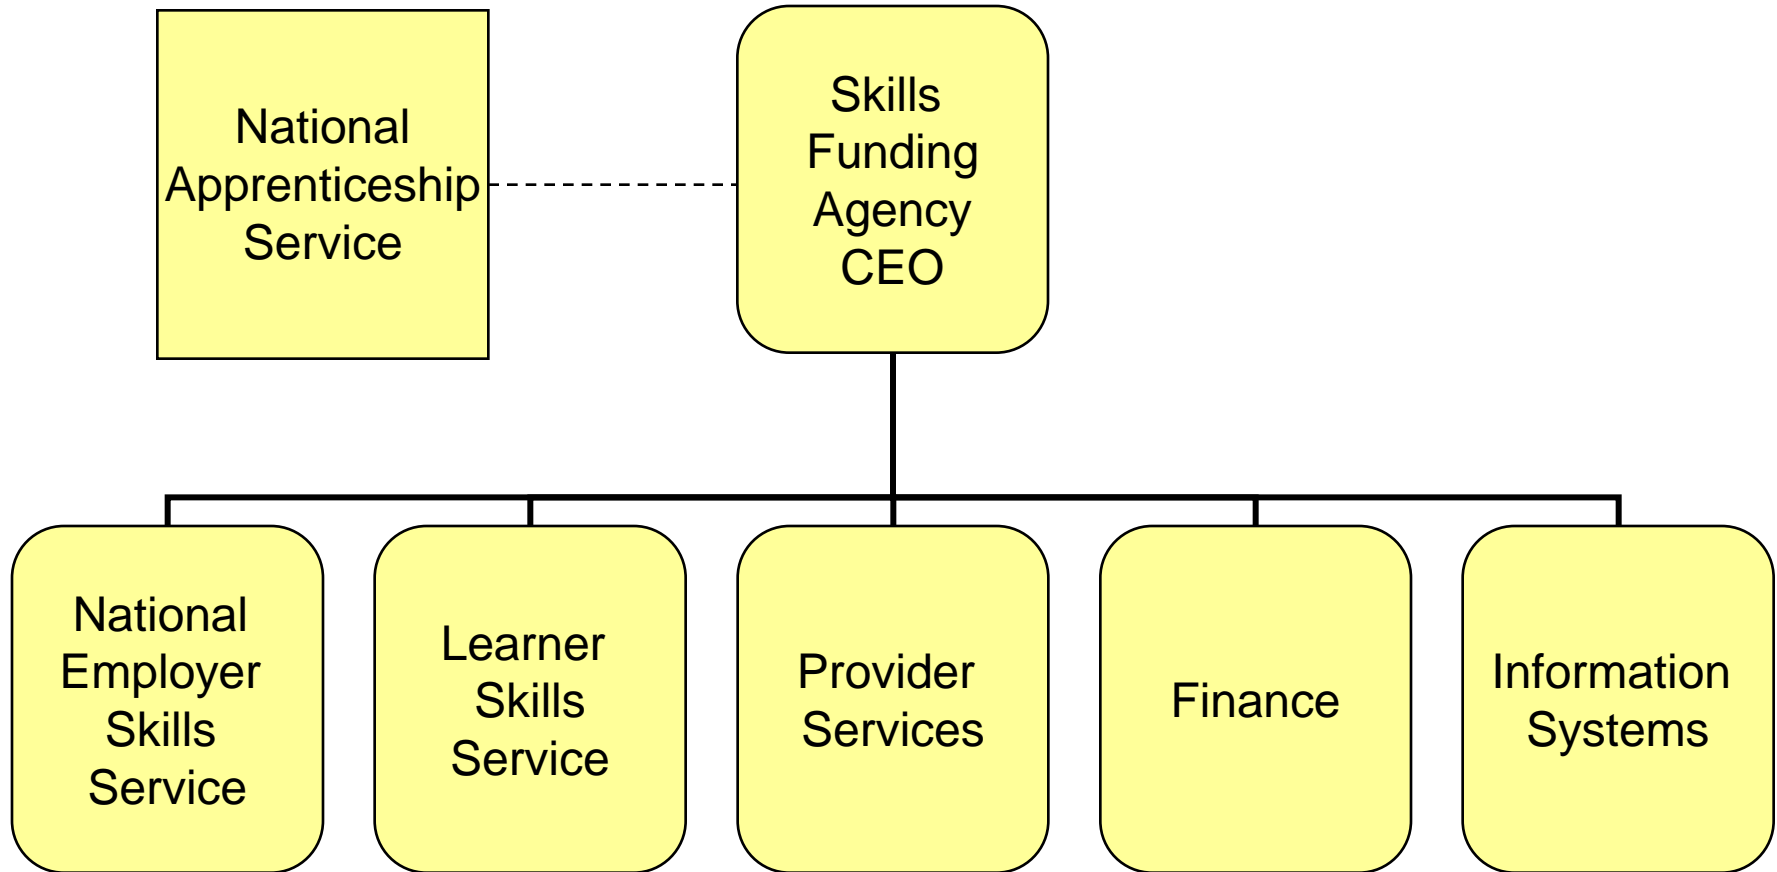 National
Apprenticeship
Service
Skills
Funding
Agency
CEO
National
Employer
Skills
Service
Learner
Skills
Service
Provider
Services
Finance
Information
Systems